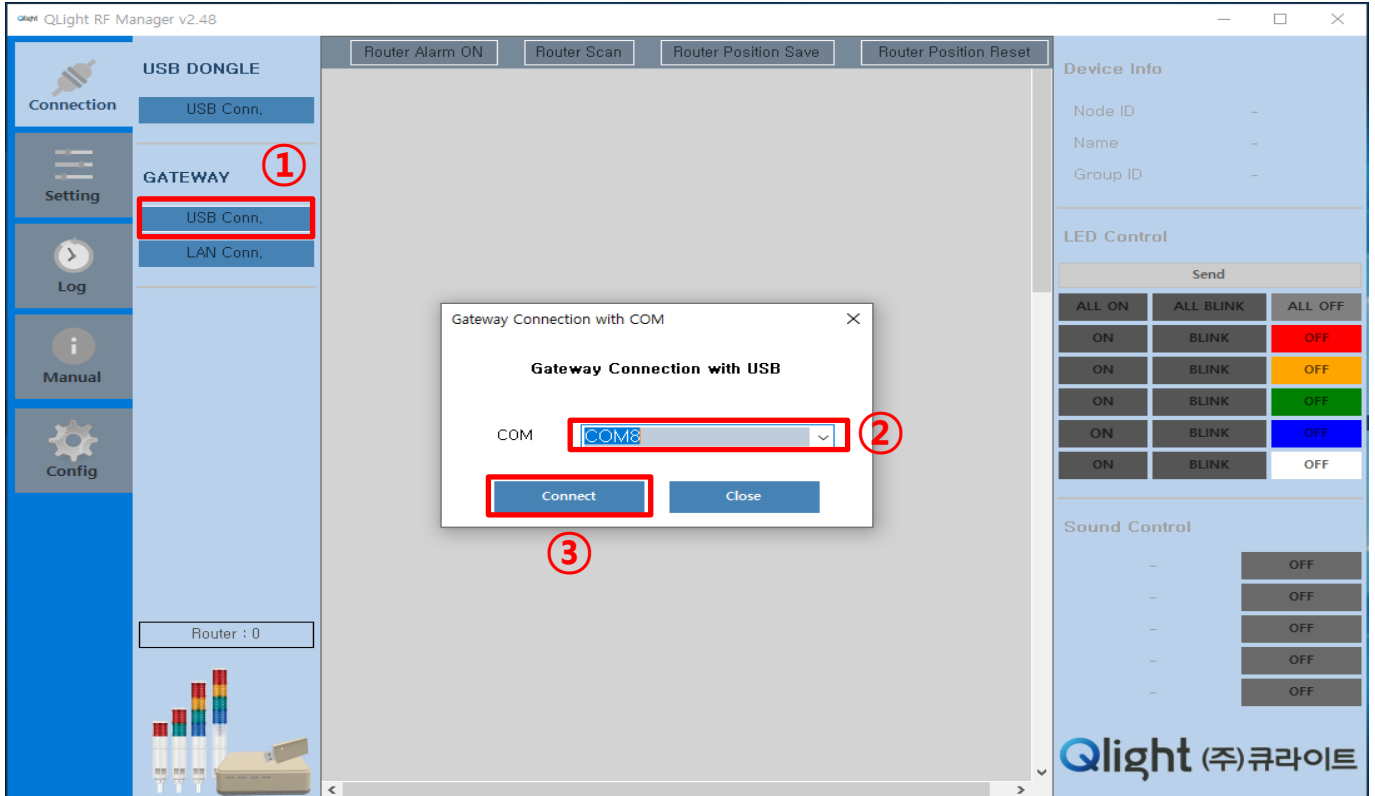 Qlight QLight RF Manager v2.48
Connection
Setting
Log
Manual
Config
USB DONGLE
USB Conn.
①
GATEWAY
USB Conn.
LAN Conn.
Router : 0
Router Alarm ON Router Scan Router Position Save Router Position Reset
Gateway Connection with COM
Gateway Connection with USB
COM COM8 ②
Connect Close
③
Device Info
Node ID -
Name -
Group ID -
LED Control
Send
ALL ON ALL BLINK ALL OFF
ON BLINK OFF
ON BLINK OFF
ON BLINK OFF
ON BLINK OFF
ON BLINK OFF
Sound Control
- OFF
- OFF
- OFF
- OFF
- OFF
Qlight (주)큐라이트